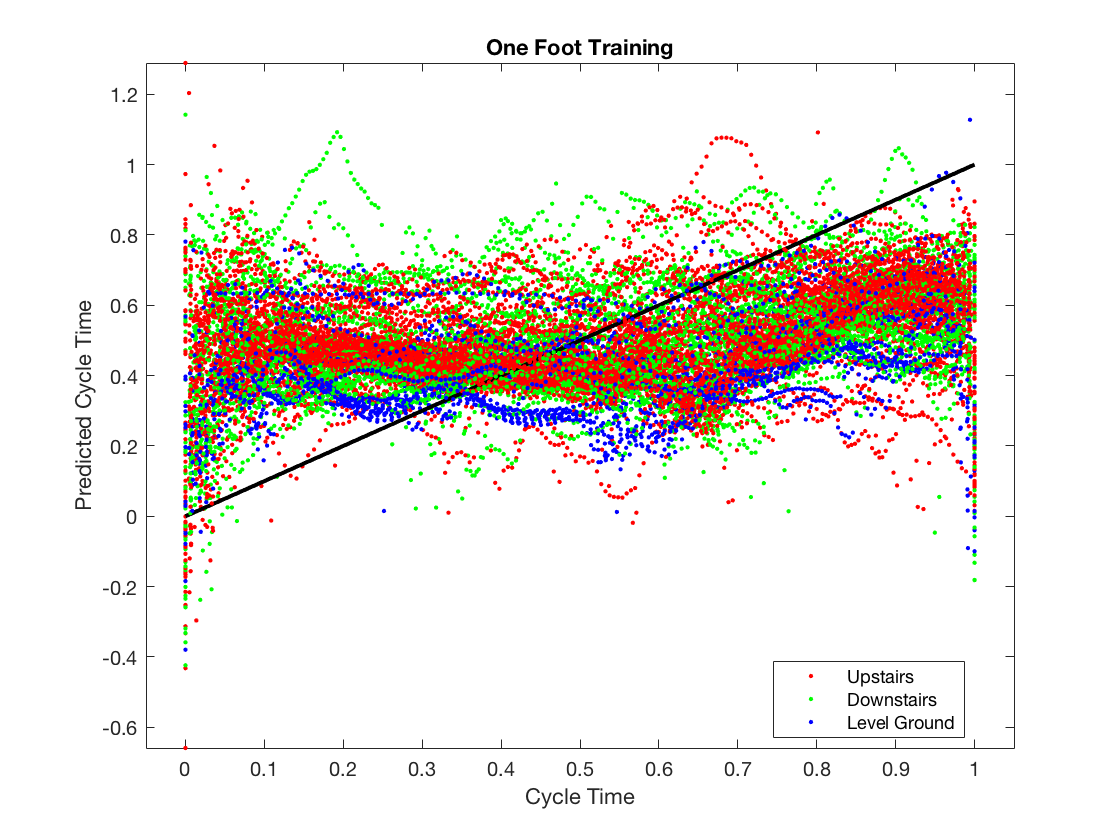 One Foot Training
1.2
1
0.8
0.6
0.4
0.2
0
-0.2
-0.4
-0.6
Predicted Cycle Time
0 0.1 0.2 0.3 0.4 0.5 0.6 0.7 0.8 0.9 1
Cycle Time
Upstairs
Downstairs
Level Ground